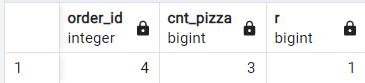 order_id cnt_pizza r
integer bigint bigint
1 4 3 1